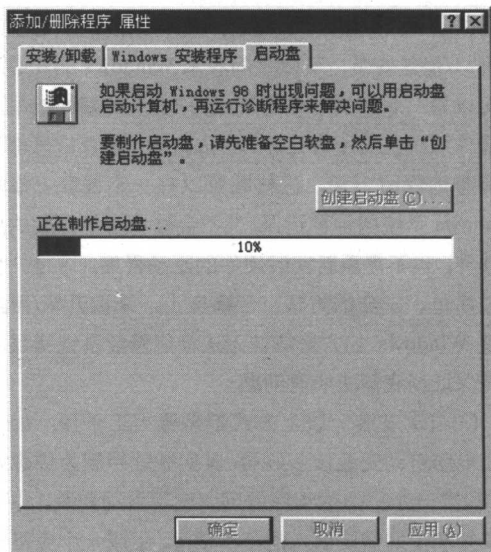 添加/删除程序 属性
安装/卸载 Windows 安装程序 启动盘
如果启动 Windows 98 时出现问题，可以用启动盘
启动计算机，再运行诊断程序来解决问题。
要制作启动盘，请先准备空白软盘，然后单击“创
建启动盘”。
创建启动盘(C)...
正在制作启动盘...
10%
确定 取消 应用(A)